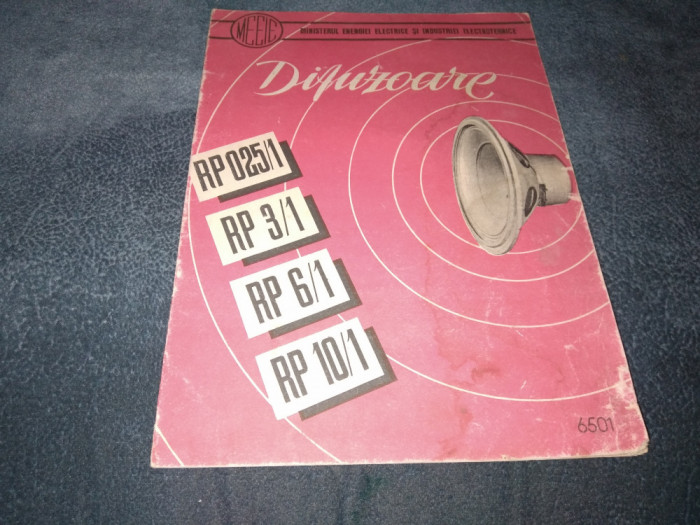 MEEIE
MINISTERUL ENERGIEI ELECTRICE ȘI INDUSTRIEI ELECTROTEHNICE
Difuzoare
RP 025/1
RP 3/1
RP 6/1
RP 10/1
6501